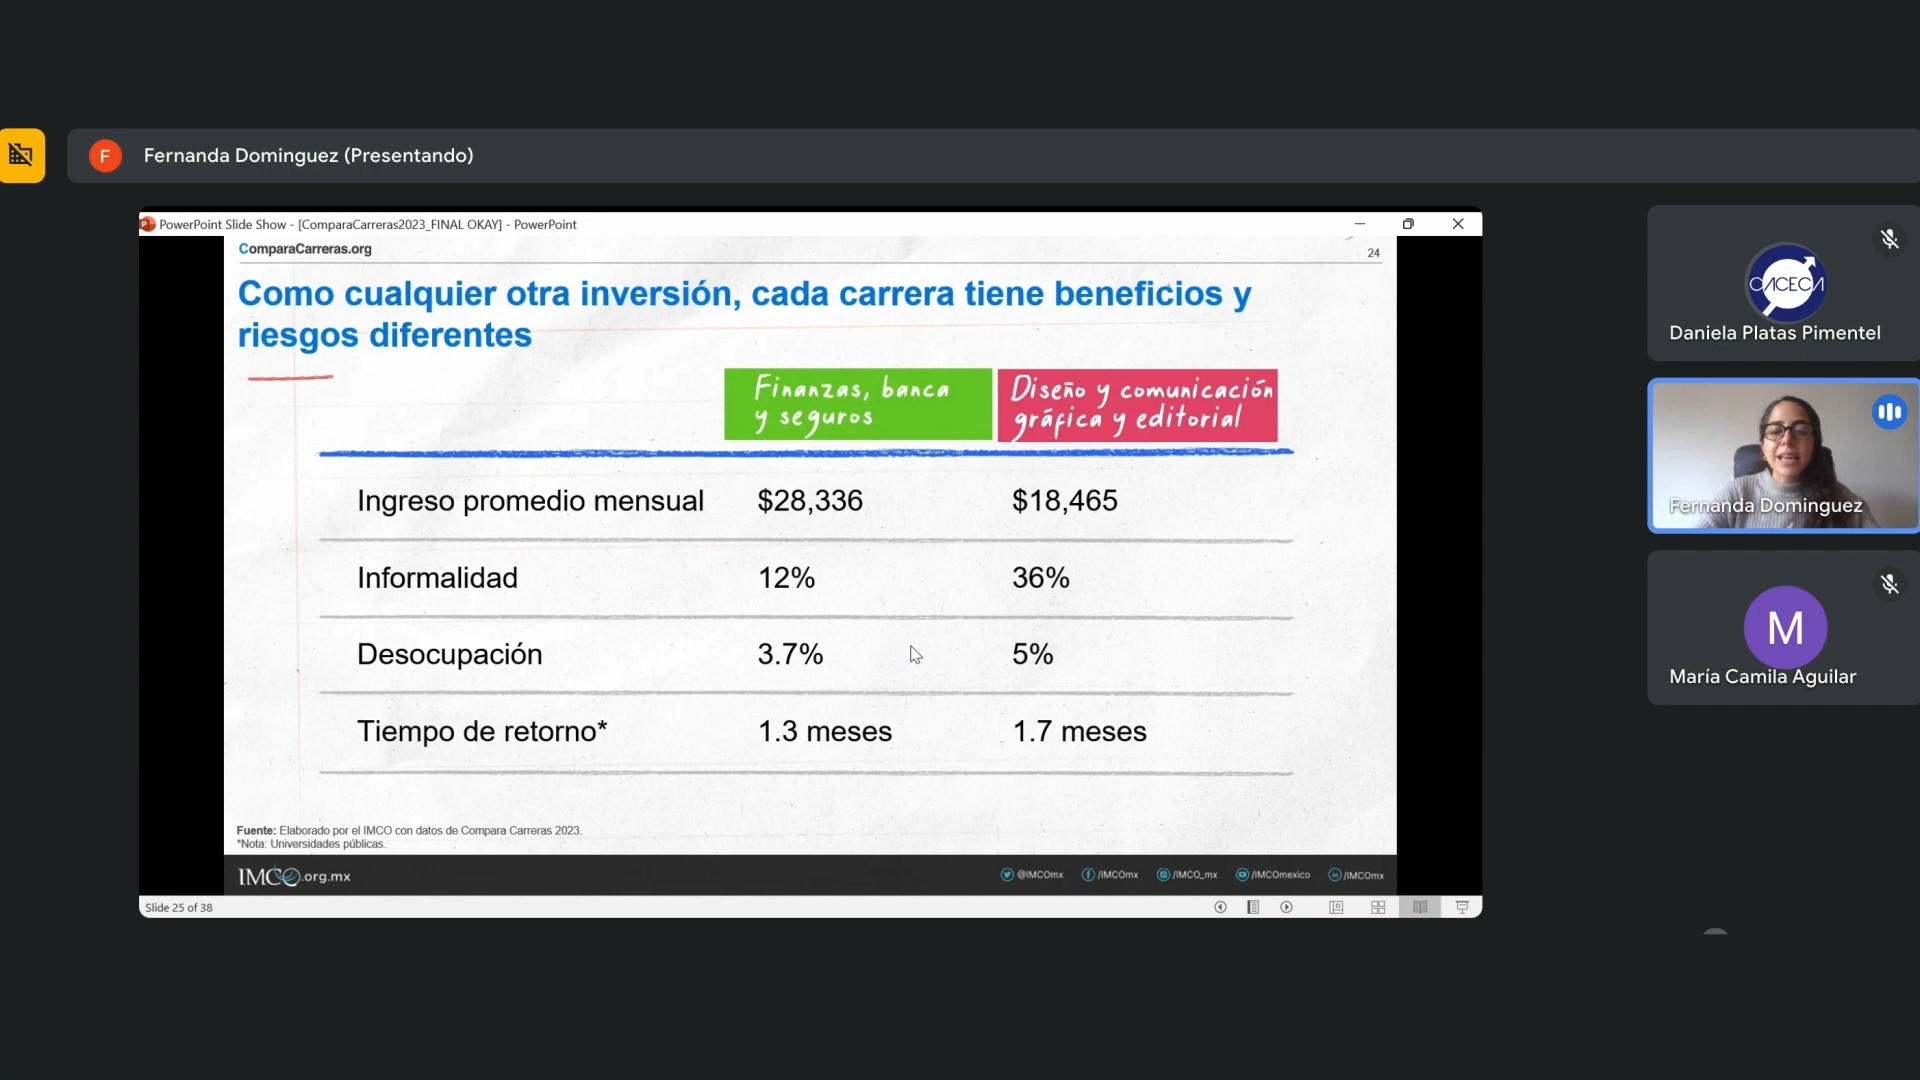 F Fernanda Dominguez (Presentando)
PowerPoint Slide Show - [ComparaCarreras2023_FINAL OKAY] - PowerPoint
ComparaCarreras.org
24
Como cualquier otra inversión, cada carrera tiene beneficios y
riesgos diferentes
Finanzas, banca
y seguros
Diseño y comunicación
gráfica y editorial
Ingreso promedio mensual $28,336 $18,465
Informalidad 12% 36%
Desocupación 3.7% 5%
Tiempo de retorno* 1.3 meses 1.7 meses
Fuente: Elaborado por el IMCO con datos de Compara Carreras 2023.
*Nota: Universidades públicas.
IMCO.org.mx
@IMCOmx /IMCOmx /IMCO_mx /IMCOmexico /IMCOmx
Slide 25 of 38
CACECA
Daniela Platas Pimentel
Fernanda Dominguez
M
María Camila Aguilar